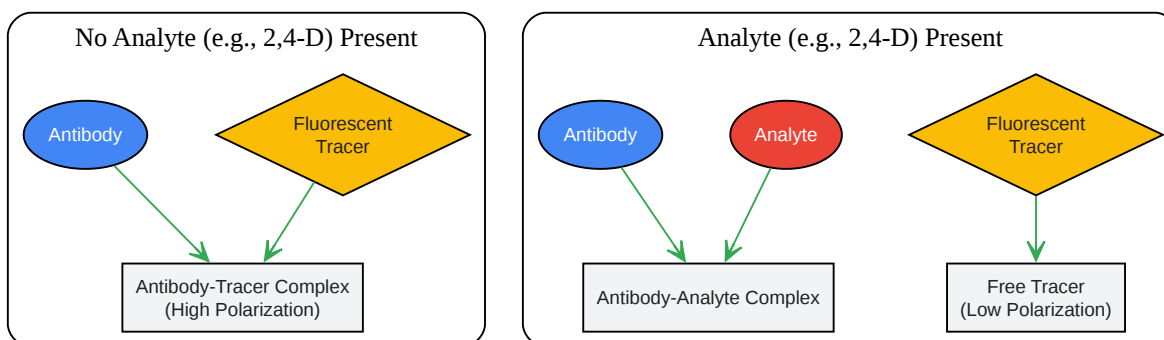 No Analyte (e.g., 2,4-D) Present
Antibody
Fluorescent
Tracer
Antibody-Tracer Complex
(High Polarization)
Analyte (e.g., 2,4-D) Present
Antibody
Analyte
Fluorescent
Tracer
Antibody-Analyte Complex
Free Tracer
(Low Polarization)